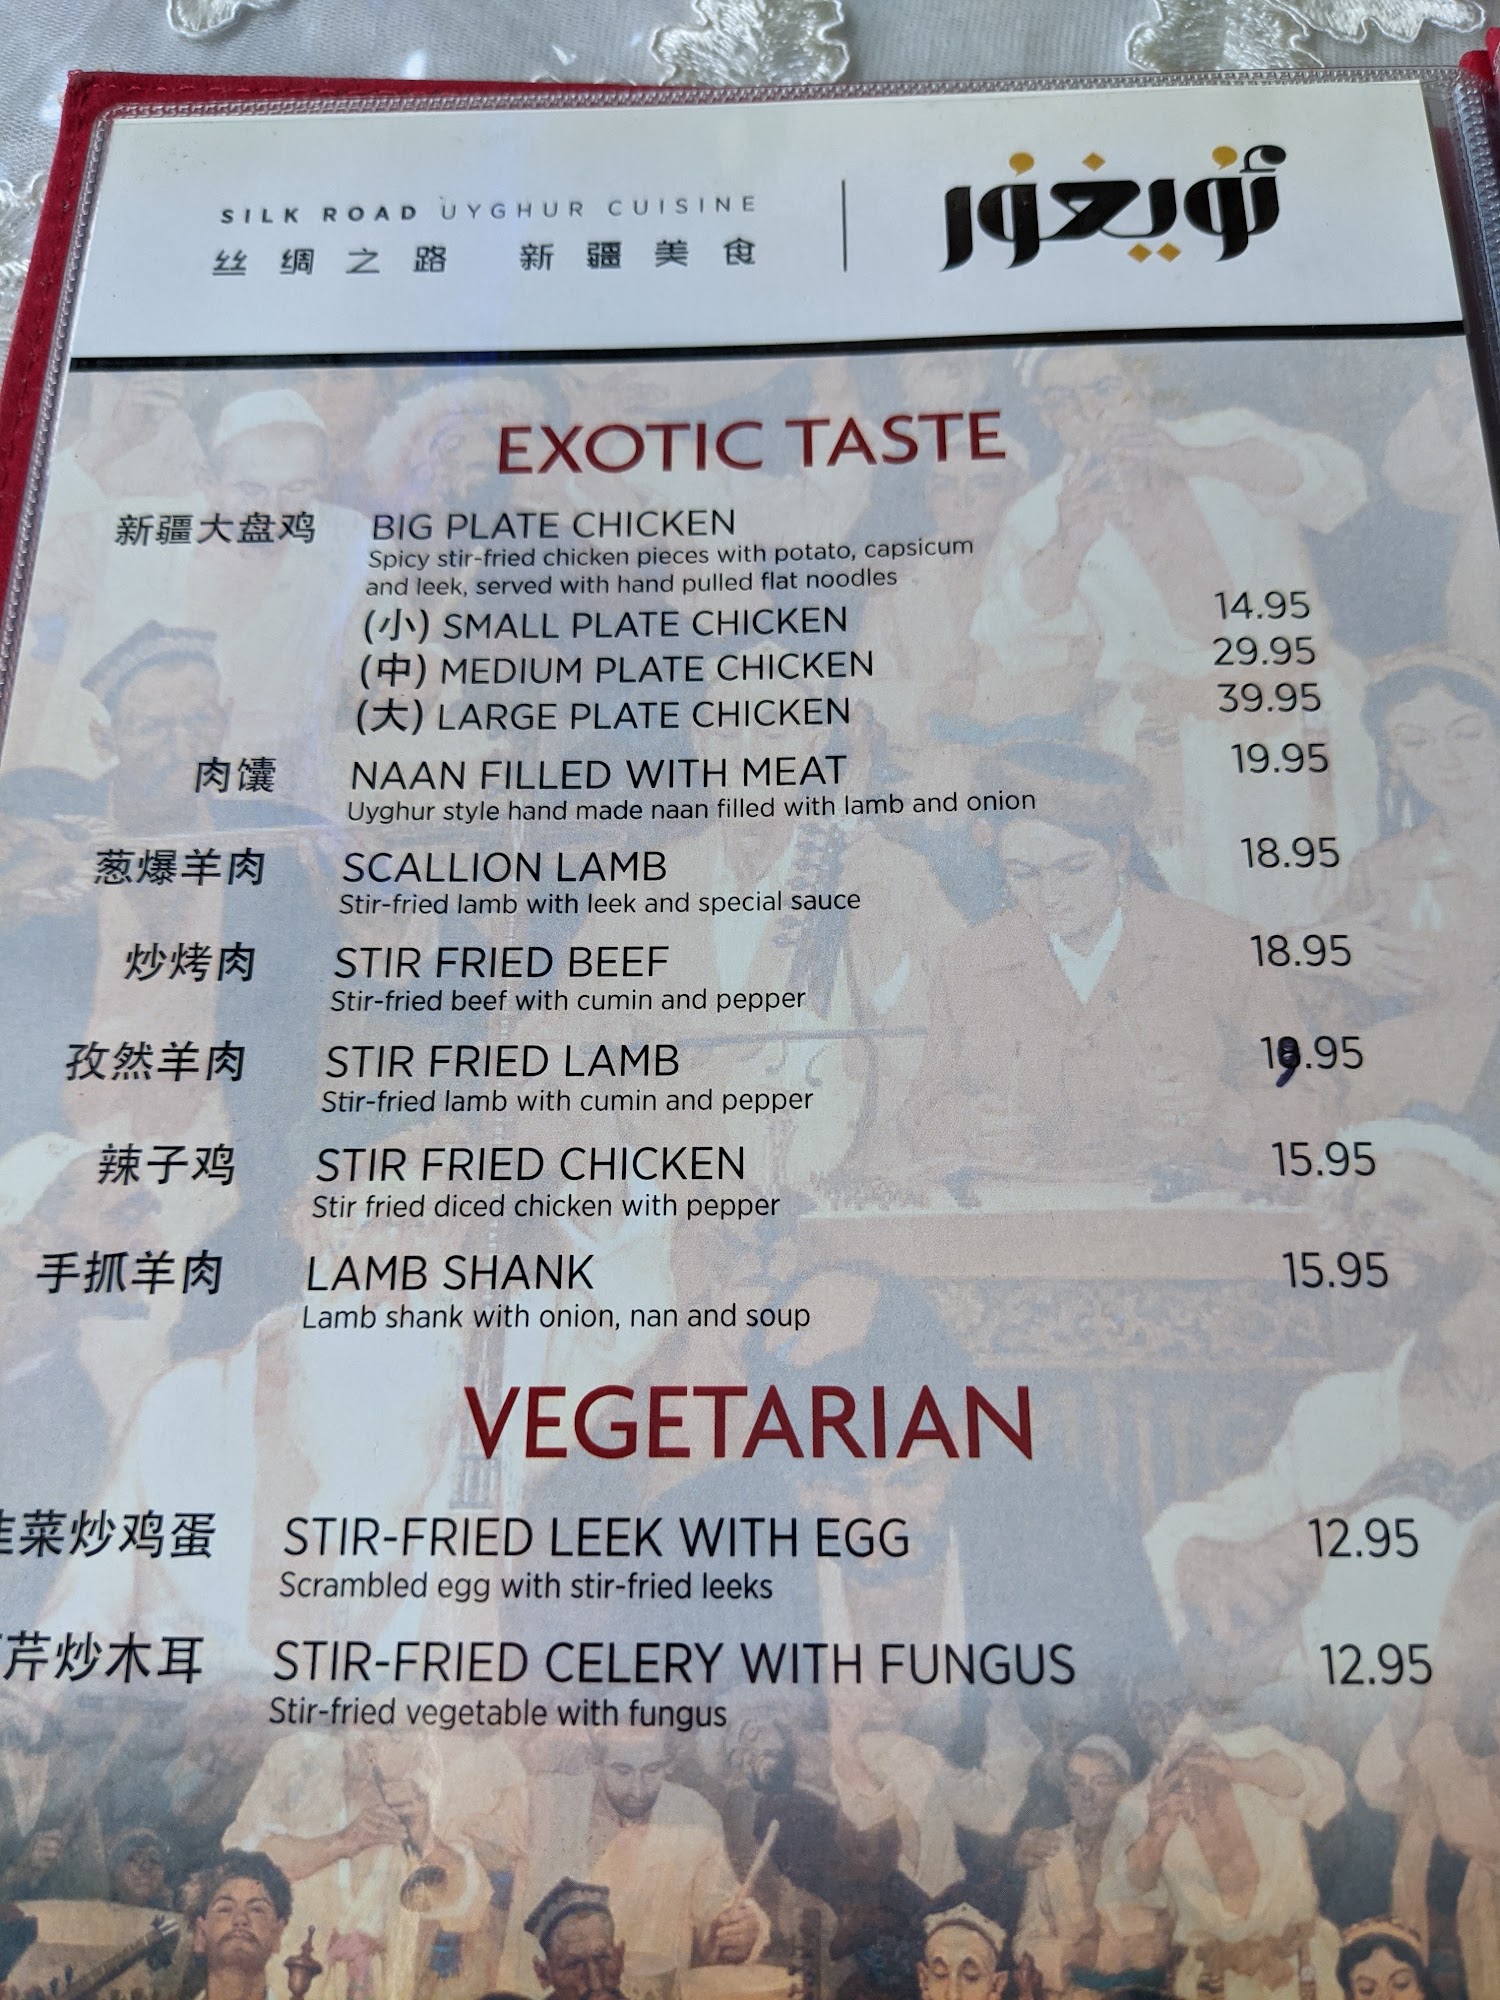 SILK ROAD UYGHUR CUISINE
丝绸之路 新疆美食
ئۇيغۇر
EXOTIC TASTE
新疆大盘鸡 BIG PLATE CHICKEN
Spicy stir-fried chicken pieces with potato, capsicum
and leek, served with hand pulled flat noodles
(小) SMALL PLATE CHICKEN 14.95
(中) MEDIUM PLATE CHICKEN 29.95
(大) LARGE PLATE CHICKEN 39.95
肉馕 NAAN FILLED WITH MEAT 19.95
Uyghur style hand made naan filled with lamb and onion
葱爆羊肉 SCALLION LAMB 18.95
Stir-fried lamb with leek and special sauce
炒烤肉 STIR FRIED BEEF 18.95
Stir-fried beef with cumin and pepper
孜然羊肉 STIR FRIED LAMB 19.95
Stir-fried lamb with cumin and pepper
辣子鸡 STIR FRIED CHICKEN 15.95
Stir fried diced chicken with pepper
手抓羊肉 LAMB SHANK 15.95
Lamb shank with onion, nan and soup
VEGETARIAN
韭菜炒鸡蛋 STIR-FRIED LEEK WITH EGG 12.95
Scrambled egg with stir-fried leeks
芹炒木耳 STIR-FRIED CELERY WITH FUNGUS 12.95
Stir-fried vegetable with fungus